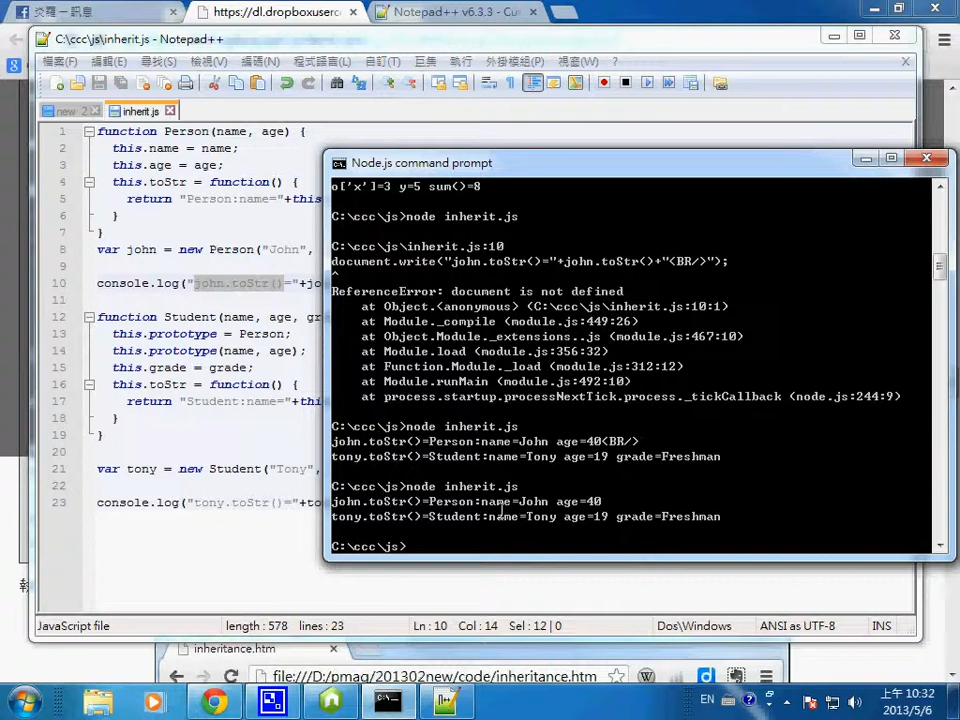 炎羅一訊息
https://dl.dropboxuserc
Notepad++ v6.3.3 - Cu
C:\ccc\js\inherit.js - Notepad++
檔案(F) 編輯(E) 尋找(S) 檢視(V) 編碼(N) 程式語言(L) 自訂(T) 巨集 執行 外掛模組(P) 視窗(W) ?
new 2 inherit.js
1 function Person(name, age) {
2 this.name = name;
3 this.age = age;
4 this.toStr = function() {
5 return "Person:name="+this
6 }
7 }
8 var john = new Person("John",
9
10 console.log("john.toStr()="+jo
11
12 function Student(name, age, gr
13 this.prototype = Person;
14 this.prototype(name, age);
15 this.grade = grade;
16 this.toStr = function() {
17 return "Student:name="+thi
18 }
19 }
20
21 var tony = new Student("Tony",
22
23 console.log("tony.toStr()="+to
Node.js command prompt
o['x']=3 y=5 sum()=8
C:\ccc\js>node inherit.js
C:\ccc\js\inherit.js:10
document.write("john.toStr()="+john.toStr()+"(BR/>");
^
ReferenceError: document is not defined
at Object.<anonymous> (C:\ccc\js\inherit.js:10:1)
at Module._compile (module.js:449:26)
at Object.Module._extensions..js (module.js:467:10)
at Module.load (module.js:356:32)
at Function.Module._load (module.js:312:12)
at Module.runMain (module.js:492:10)
at process.startup.processNextTick.process._tickCallback (node.js:244:9)
C:\ccc\js>node inherit.js
john.toStr()=Person:name=John age=40(BR/>
tony.toStr()=Student:name=Tony age=19 grade=Freshman
C:\ccc\js>node inherit.js
john.toStr()=Person:name=John age=40
tony.toStr()=Student:name=Tony age=19 grade=Freshman
C:\ccc\js>
JavaScript file length : 578 lines : 23 Ln : 10 Col : 14 Sel : 12 | 0 Dos\Windows ANSI as UTF-8 INS
inheritance.htm
file:///D:/pmag/201302new/code/inheritance.htm
EN
上午 10:32
2013/5/6